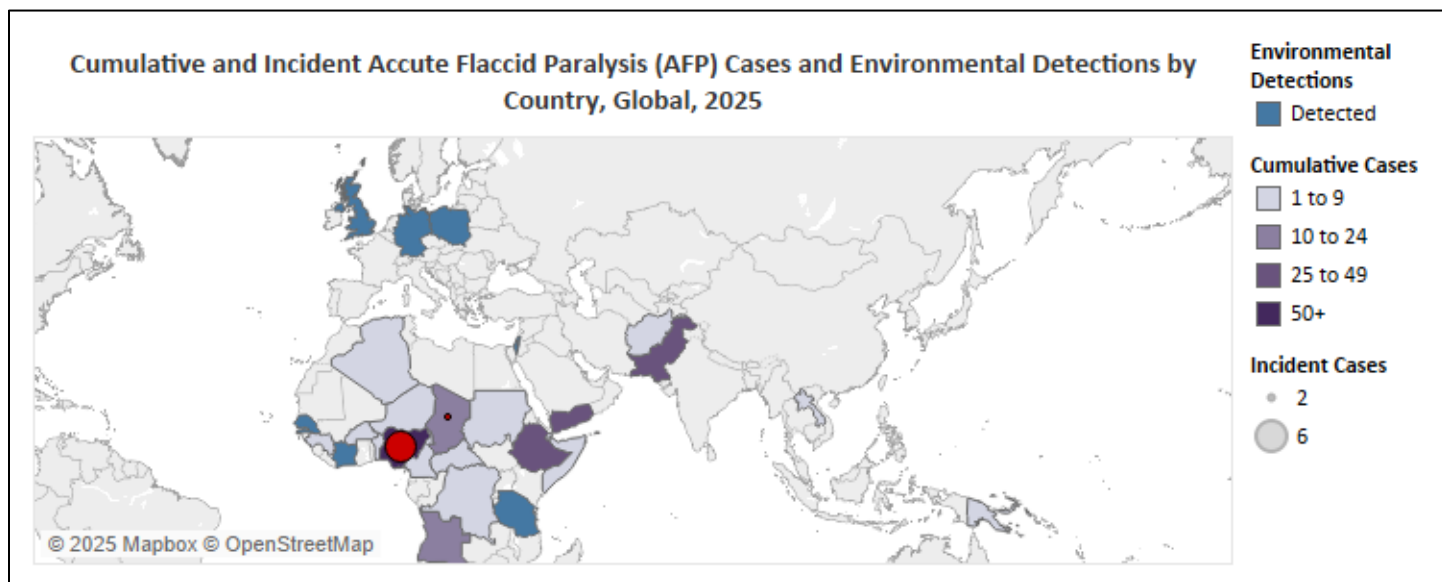 Cumulative and Incident Accute Flaccid Paralysis (AFP) Cases and Environmental Detections by
Country, Global, 2025
Environmental
Detections
Detected
Cumulative Cases
1 to 9
10 to 24
25 to 49
50+
Incident Cases
2
6
© 2025 Mapbox © OpenStreetMap